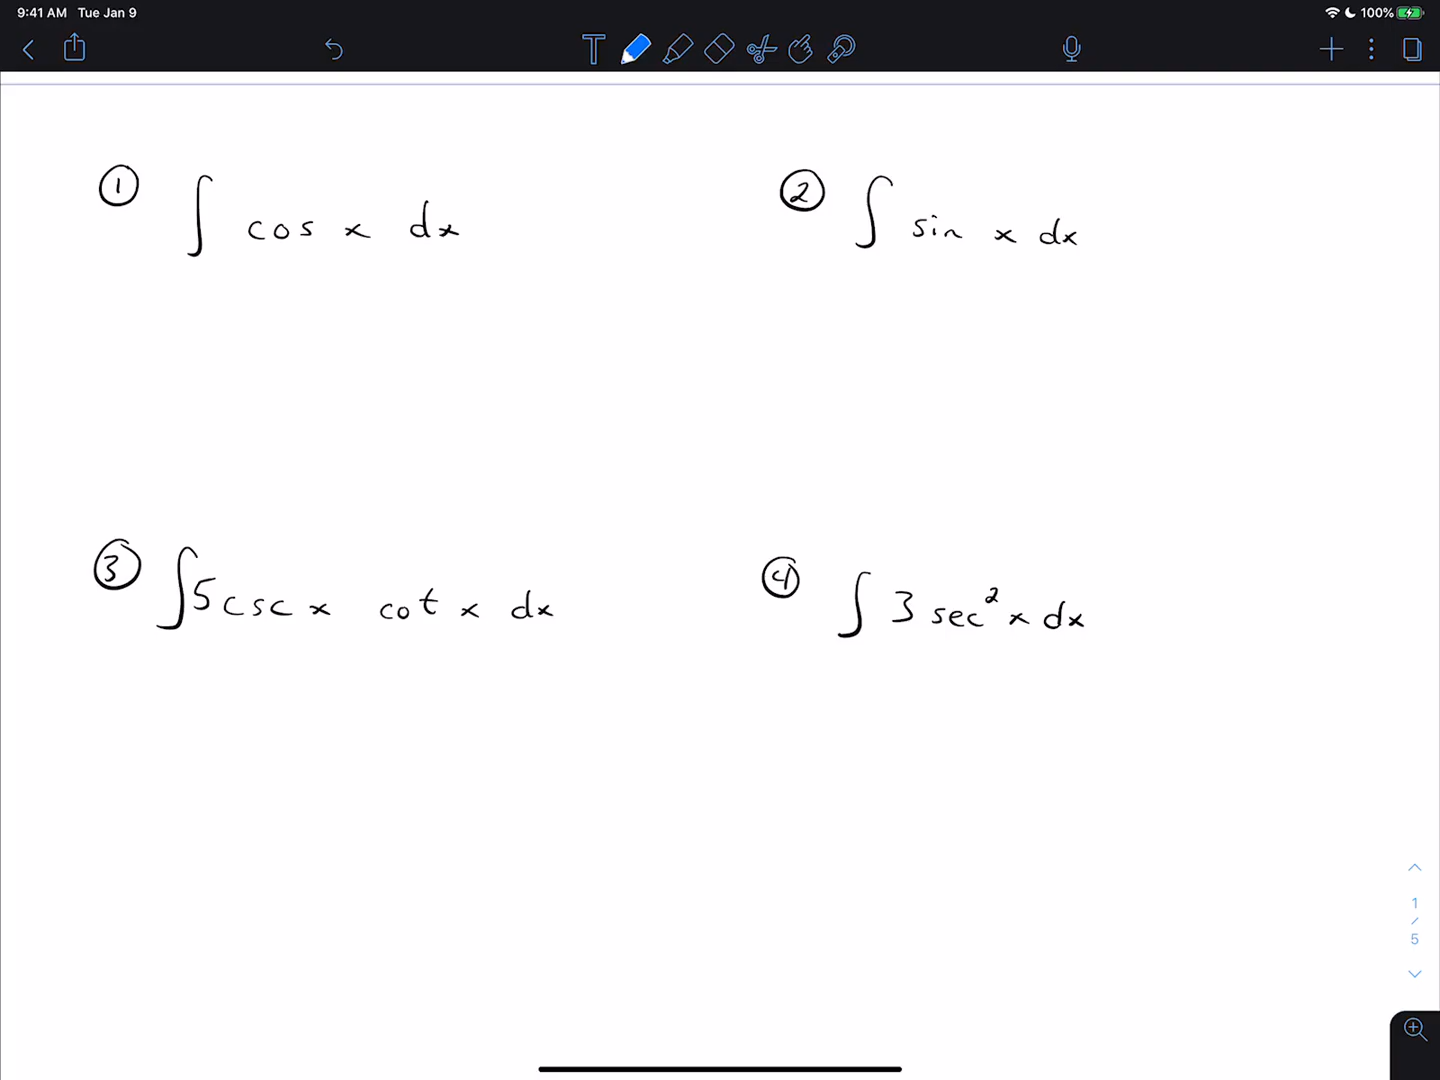 9:41 AM Tue Jan 9 100%
T
① ∫ cos x dx
② ∫ sin x dx
③ ∫ 5 csc x cot x dx
④ ∫ 3 sec² x dx
1
/
5